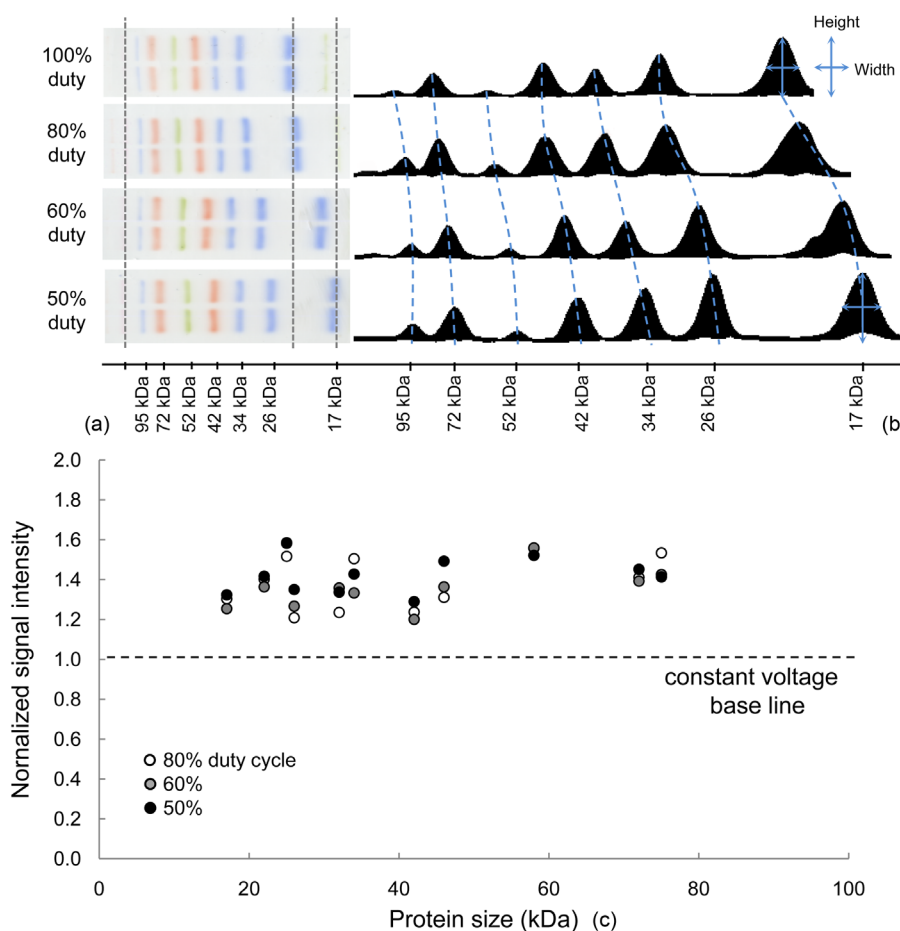 100%
duty
80%
duty
60%
duty
50%
duty
Height
Width
95 kDa
72 kDa
52 kDa
42 kDa
34 kDa
26 kDa
17 kDa
(a)
95 kDa
72 kDa
52 kDa
42 kDa
34 kDa
26 kDa
17 kDa
(b)
Normalized signal intensity
2.0
1.8
1.6
1.4
1.2
1.0
0.8
0.6
0.4
0.2
0.0
constant voltage
base line
80% duty cycle
60%
50%
0
20
40
60
80
100
Protein size (kDa) (c)